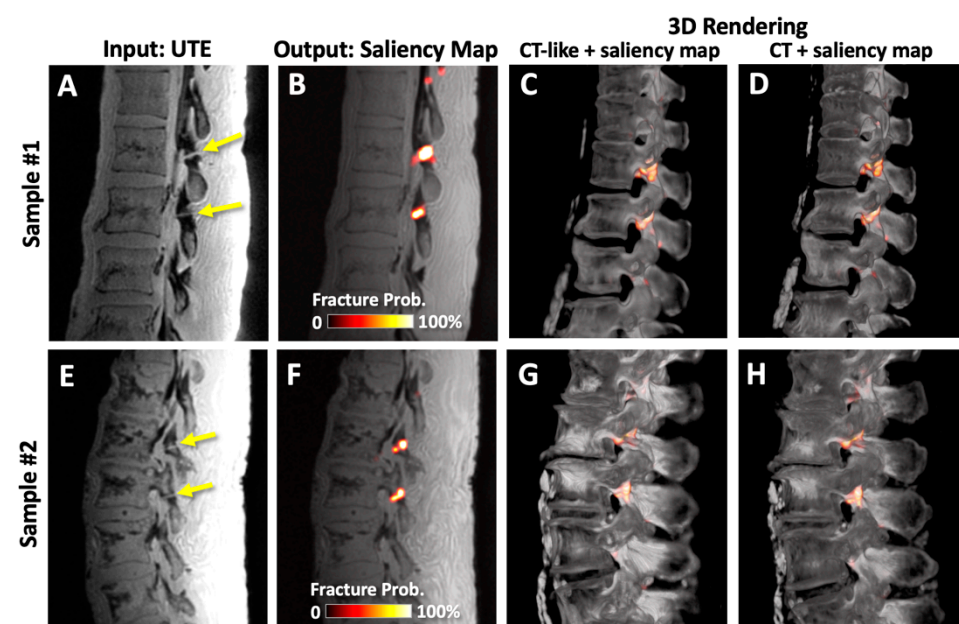 3D Rendering
Input: UTE
Output: Saliency Map
CT-like + saliency map
CT + saliency map
Sample #1
A
B
C
D
Fracture Prob.
0
100%
Sample #2
E
F
G
H
Fracture Prob.
0
100%